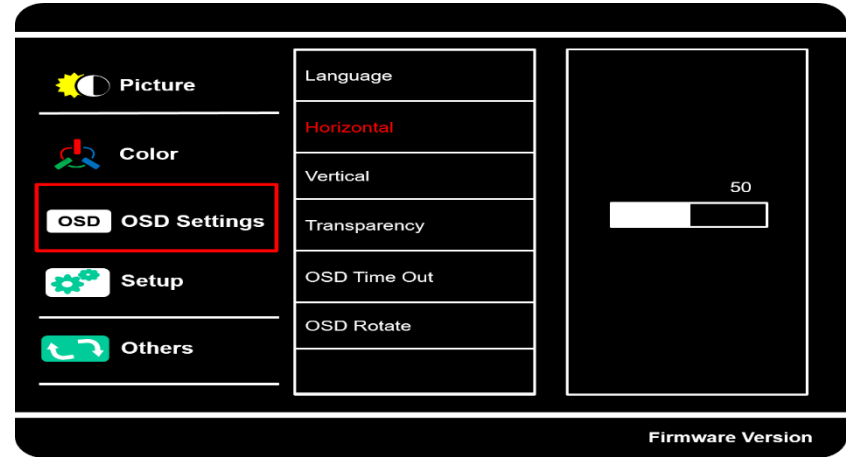 Picture
Color
OSD OSD Settings
Setup
Others
Language
Horizontal
Vertical
Transparency
OSD Time Out
OSD Rotate
50
Firmware Version